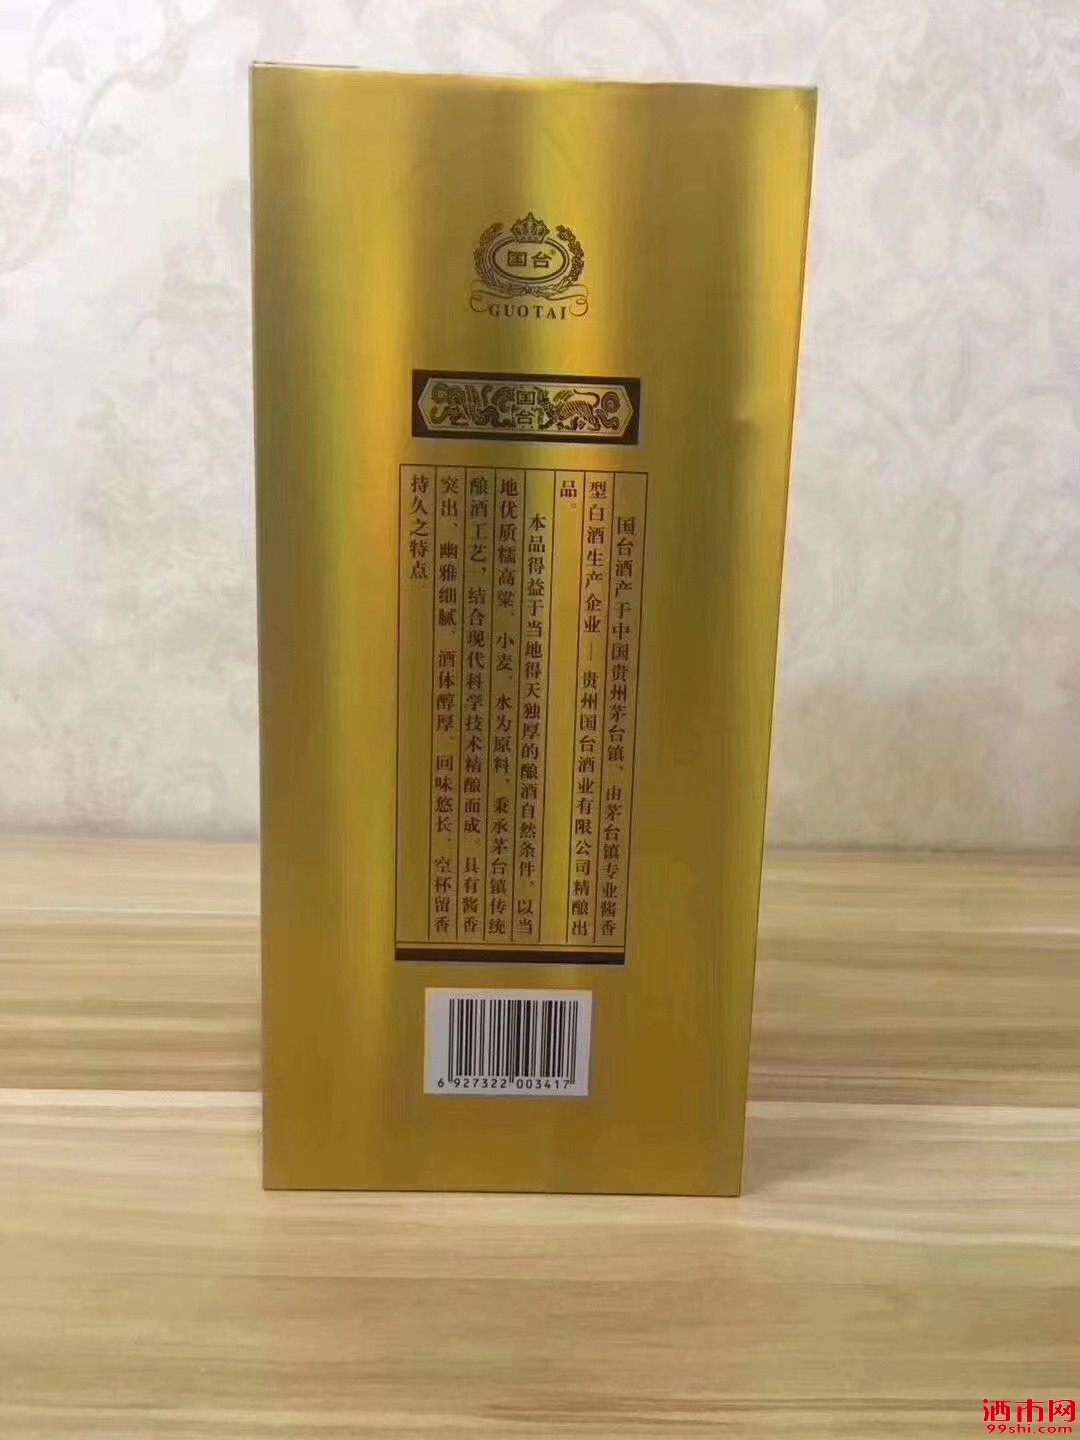 国台®
GUOTAI
国台
国台酒产于中国贵州茅台镇、由茅台镇专业酱香
型白酒生产企业—贵州国台酒业有限公司精酿出
品。
本品得益于当地得天独厚的酿酒自然条件，以当
地优质糯高粱、小麦、水为原料，秉承茅台镇传统
酿酒工艺，结合现代科学技术精酿而成。具有酱香
突出、幽雅细腻、酒体醇厚、回味悠长、空杯留香
持久之特点。
6 927322 003417
酒市网
99shi.com